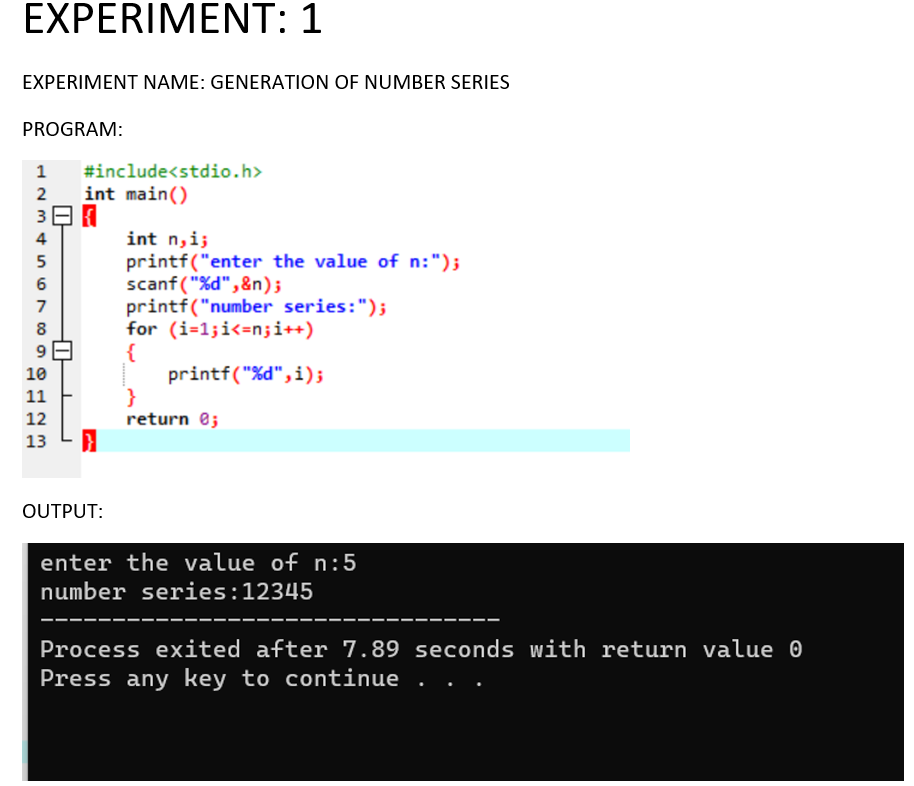 EXPERIMENT: 1
EXPERIMENT NAME: GENERATION OF NUMBER SERIES
PROGRAM:
1 #include<stdio.h>
2 int main()
3 {
4 int n,i;
5 printf("enter the value of n:");
6 scanf("%d",&n);
7 printf("number series:");
8 for (i=1;i<=n;i++)
9 {
10 printf("%d",i);
11 }
12 return 0;
13 }
OUTPUT:
enter the value of n:5
number series:12345
--------------------------------
Process exited after 7.89 seconds with return value 0
Press any key to continue . . .